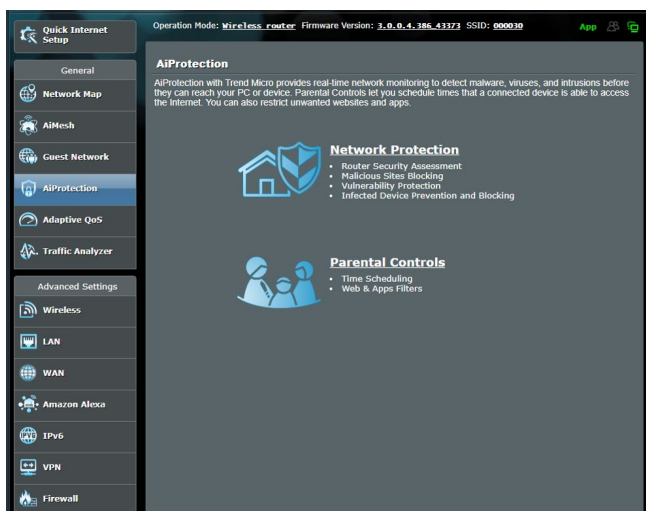 Quick Internet
Setup
Operation Mode: Wireless router Firmware Version: 3.0.0.4.386_43373 SSID: 000030
App
General
Network Map
AiMesh
Guest Network
AiProtection
Adaptive QoS
Traffic Analyzer
Advanced Settings
Wireless
LAN
WAN
Amazon Alexa
IPv6
VPN
Firewall
AiProtection
AiProtection with Trend Micro provides real-time network monitoring to detect malware, viruses, and intrusions before
they can reach your PC or device. Parental Controls let you schedule times that a connected device is able to access
the Internet. You can also restrict unwanted websites and apps.
Network Protection
• Router Security Assessment
• Malicious Sites Blocking
• Vulnerability Protection
• Infected Device Prevention and Blocking
Parental Controls
• Time Scheduling
• Web & Apps Filters